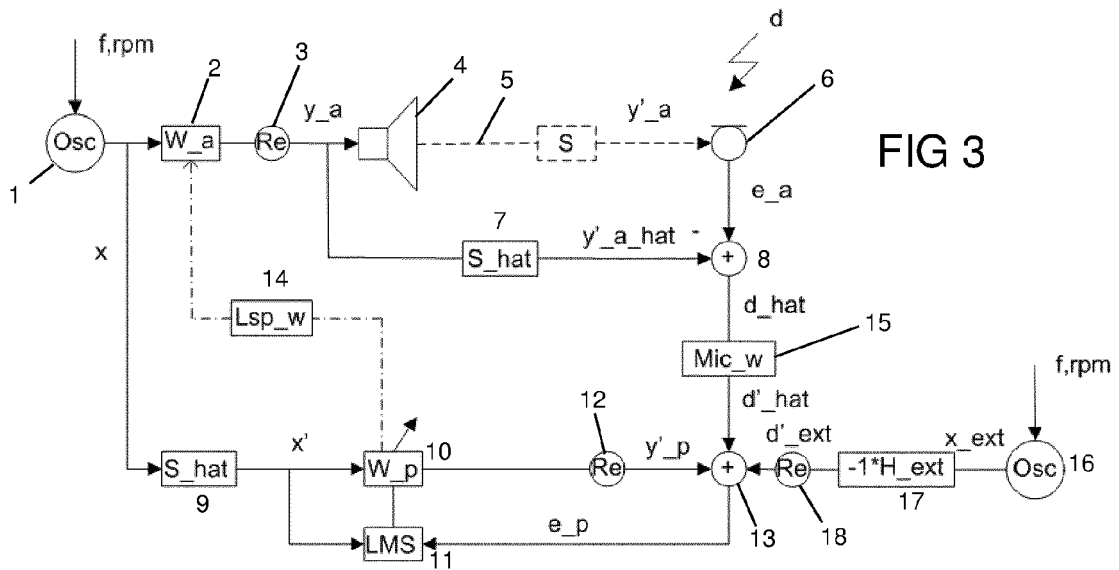 d
f,rpm
2
3
4
5
6
y_a
y'_a
Osc
W_a
Re
S
FIG 3
1
e_a
7
y'_a_hat
-
x
S_hat
+
8
14
d_hat
Lsp_w
15
Mic_w
f,rpm
12
d'_hat
x'
10
y'_p
d'_ext
x_ext
S_hat
W_p
Re
+
Re
-1*H_ext
Osc
16
9
17
e_p
13
18
LMS
11